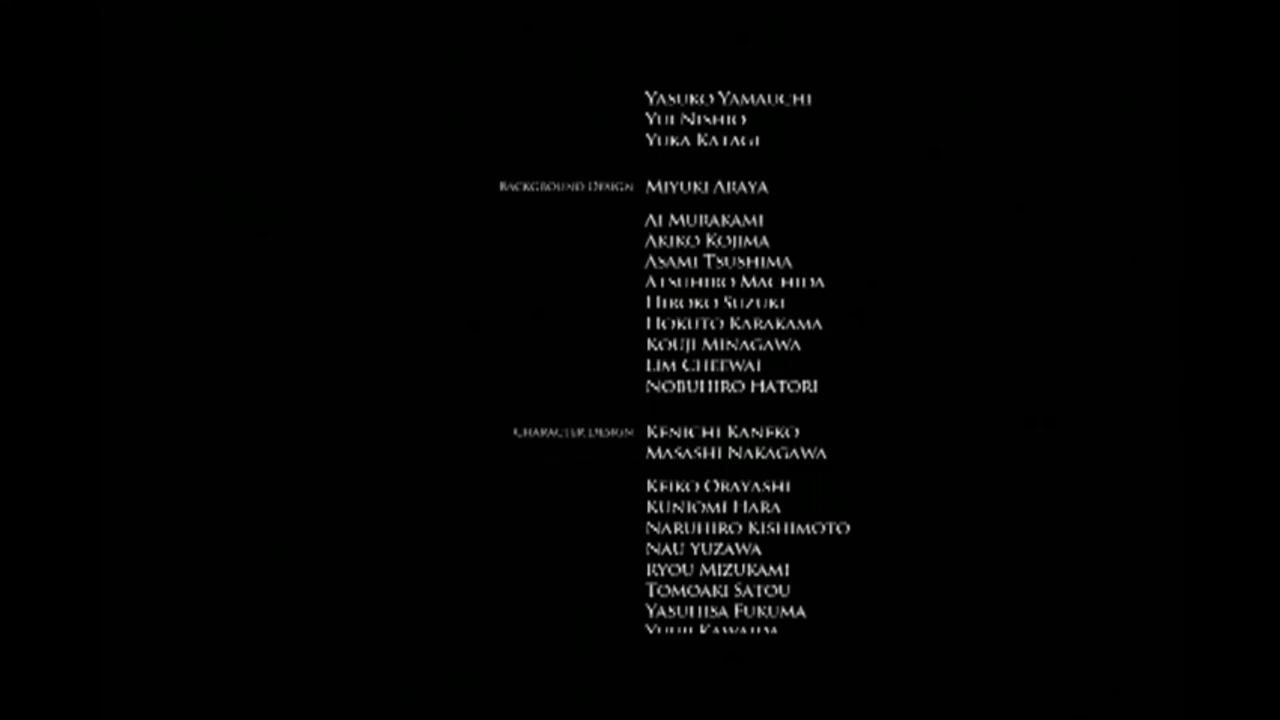 YASUKO YAMAUCHI
YUI NISHIO
YUKA KATAGI
BACKGROUND DESIGN MIYUKI ARAYA
AI MURAKAMI
AKIKO KOJIMA
ASAMI TSUSHIMA
ATSUHIRO MACHIDA
HIROKO SUZUKI
HOKUTO KARAKAMA
KOUJI MINAGAWA
LIM CHEEWAI
NOBUHIRO HATORI
CHARACTER DESIGN KENICHI KANEKO
MASASHI NAKAGAWA
KEIKO OBAYASHI
KUNIOMI HARA
NARUHIRO KISHIMOTO
NAU YUZAWA
RYOU MIZUKAMI
TOMOAKI SATOU
YASUHISA FUKUMA